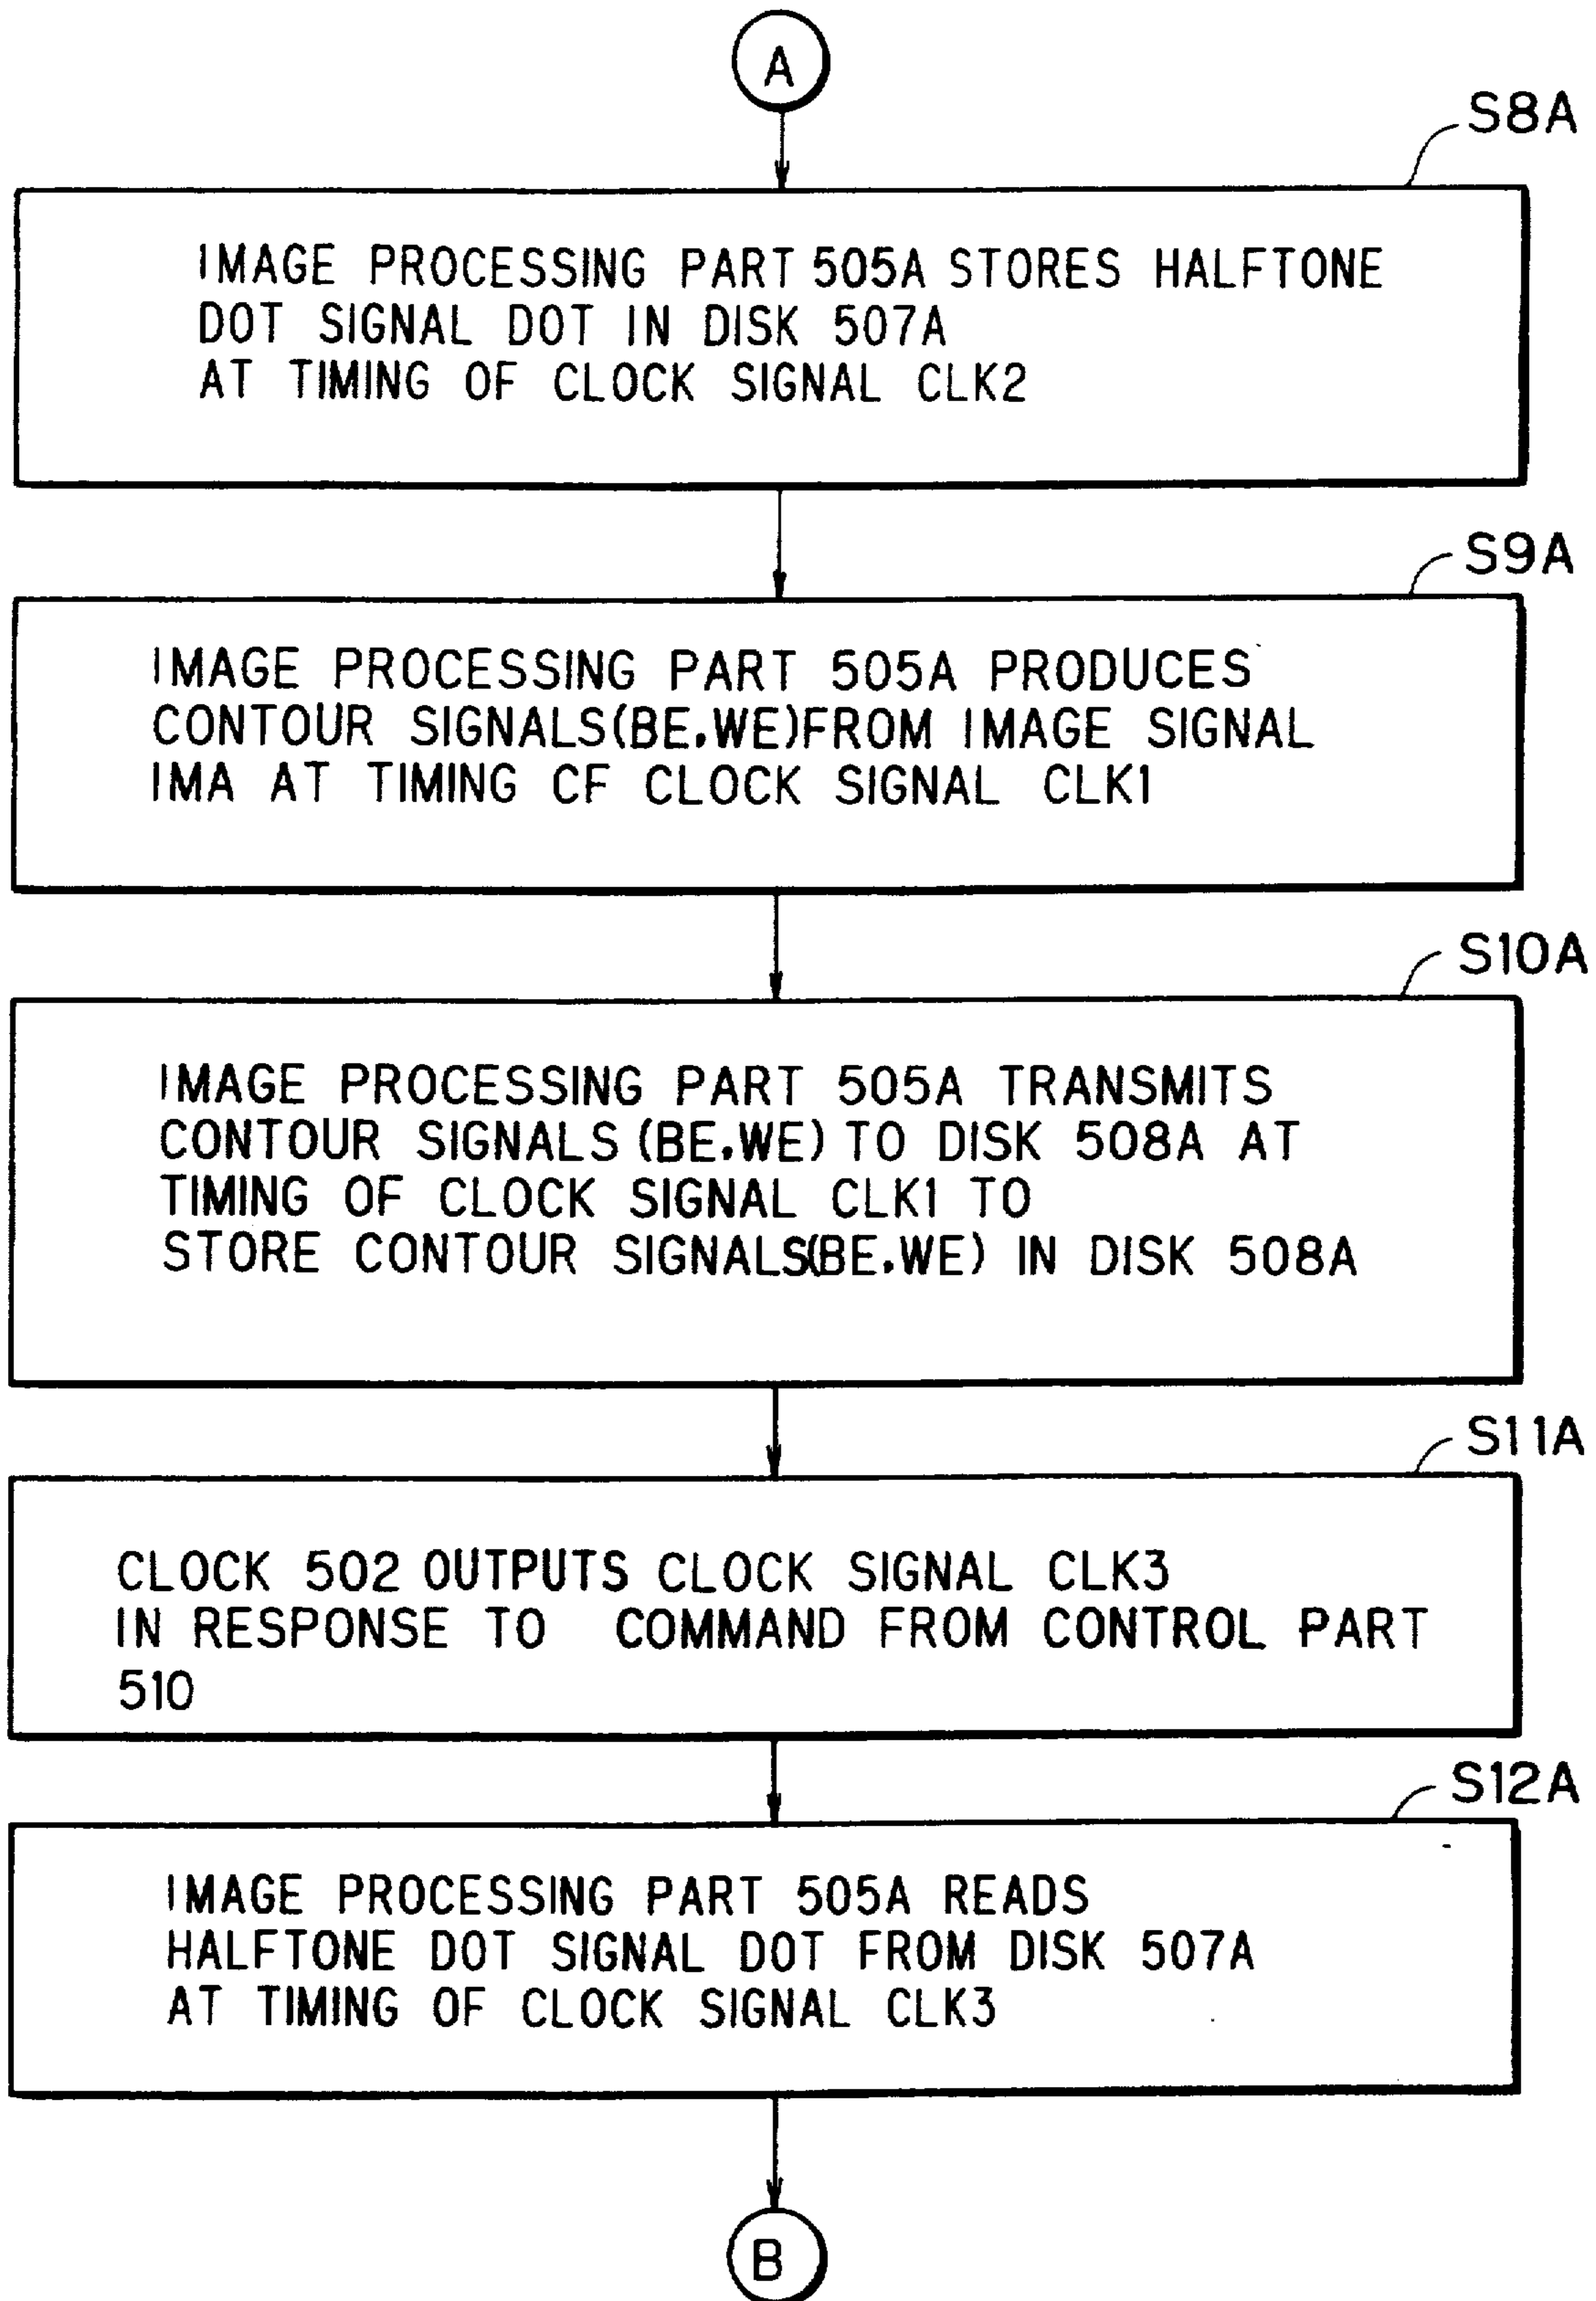 A
S8A
IMAGE PROCESSING PART 505A STORES HALFTONE
DOT SIGNAL DOT IN DISK 507A
AT TIMING OF CLOCK SIGNAL CLK2
S9A
IMAGE PROCESSING PART 505A PRODUCES
CONTOUR SIGNALS(BE.WE)FROM IMAGE SIGNAL
IMA AT TIMING CF CLOCK SIGNAL CLK1
S10A
IMAGE PROCESSING PART 505A TRANSMITS
CONTOUR SIGNALS (BE.WE) TO DISK 508A AT
TIMING OF CLOCK SIGNAL CLK1 TO
STORE CONTOUR SIGNALS(BE.WE) IN DISK 508A
S11A
CLOCK 502 OUTPUTS CLOCK SIGNAL CLK3
IN RESPONSE TO COMMAND FROM CONTROL PART
510
S12A
IMAGE PROCESSING PART 505A READS
HALFTONE DOT SIGNAL DOT FROM DISK 507A
AT TIMING OF CLOCK SIGNAL CLK3
B